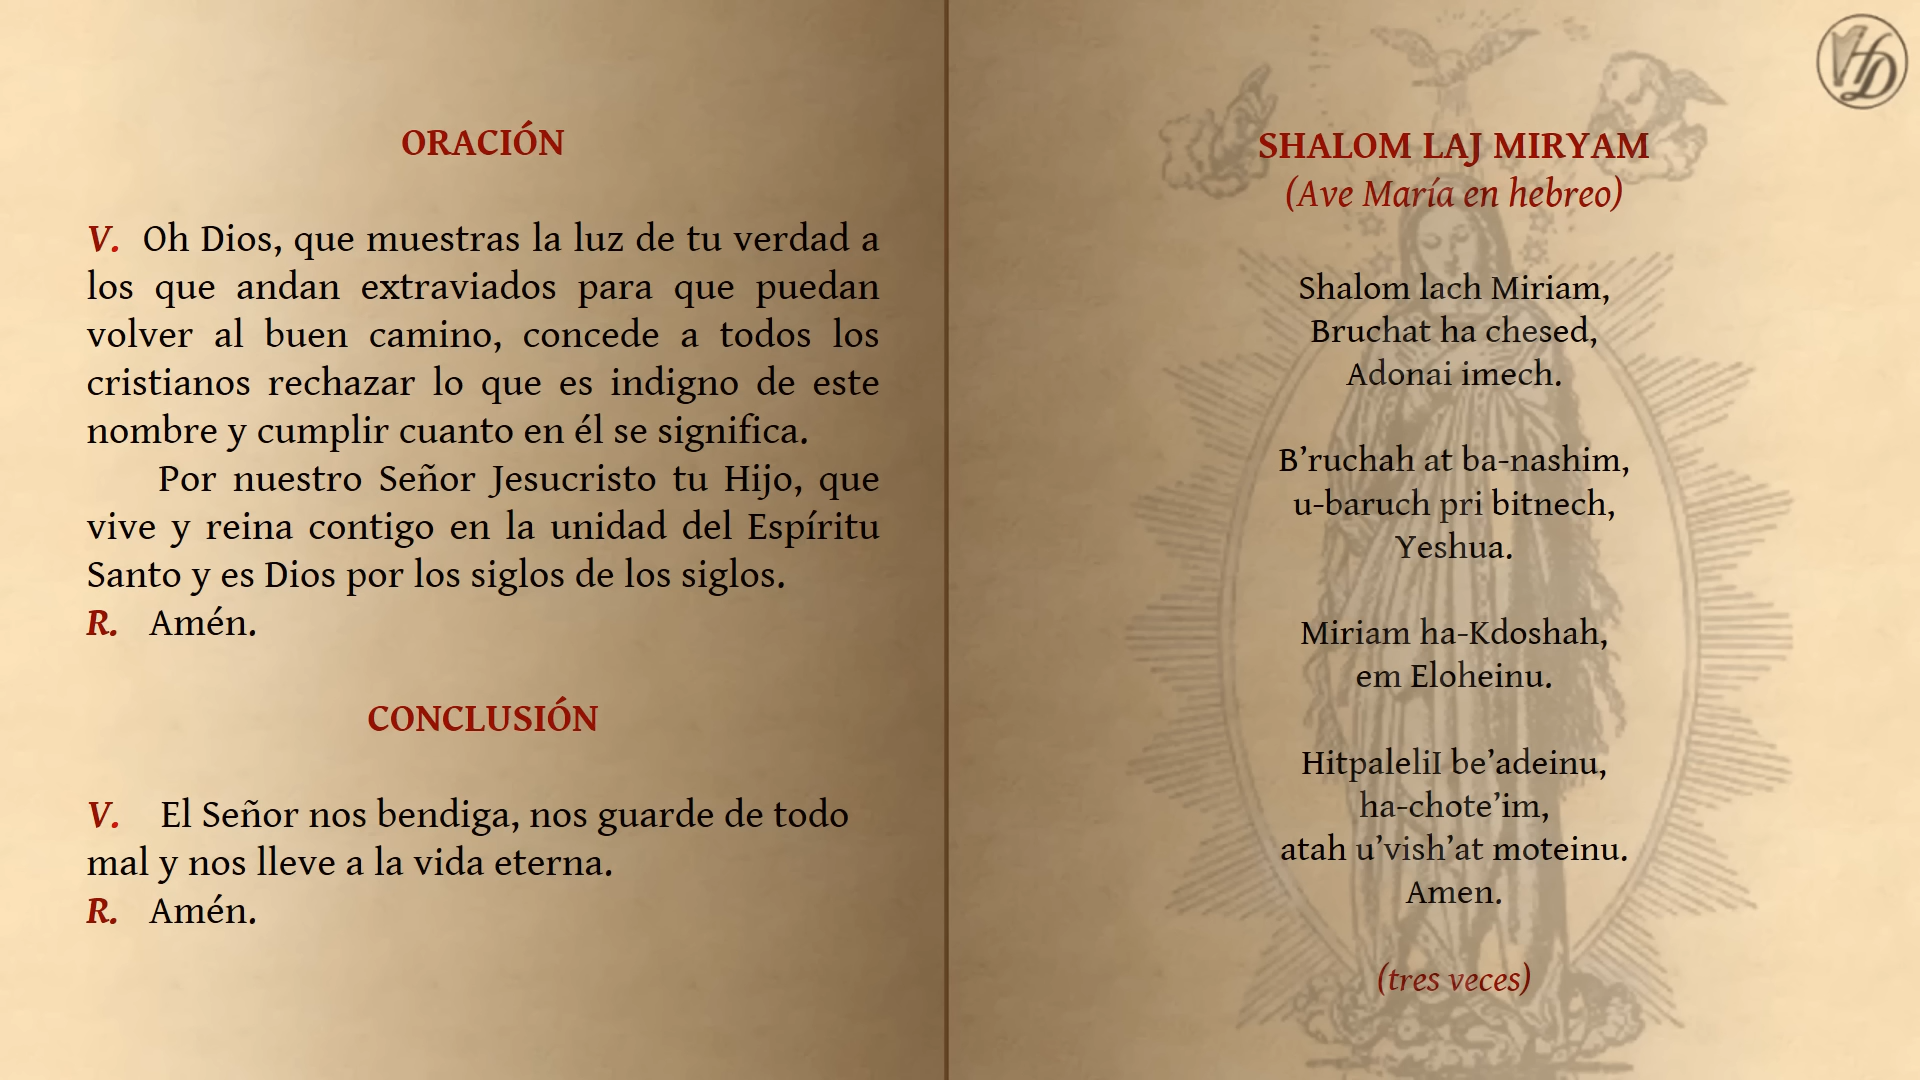 ORACIÓN
V. Oh Dios, que muestras la luz de tu verdad a
los que andan extraviados para que puedan
volver al buen camino, concede a todos los
cristianos rechazar lo que es indigno de este
nombre y cumplir cuanto en él se significa.
Por nuestro Señor Jesucristo tu Hijo, que
vive y reina contigo en la unidad del Espíritu
Santo y es Dios por los siglos de los siglos.
R. Amén.
CONCLUSIÓN
V. El Señor nos bendiga, nos guarde de todo
mal y nos lleve a la vida eterna.
R. Amén.
HD
SHALOM LAJ MIRYAM
(Ave María en hebreo)
Shalom lach Miriam,
Bruchat ha chesed,
Adonai imech.
B’ruchah at ba-nashim,
u-baruch pri bitnech,
Yeshua.
Miriam ha-Kdoshah,
em Eloheinu.
HitpaleliI be’adeinu,
ha-chote’im,
atah u’vish’at moteinu.
Amen.
(tres veces)